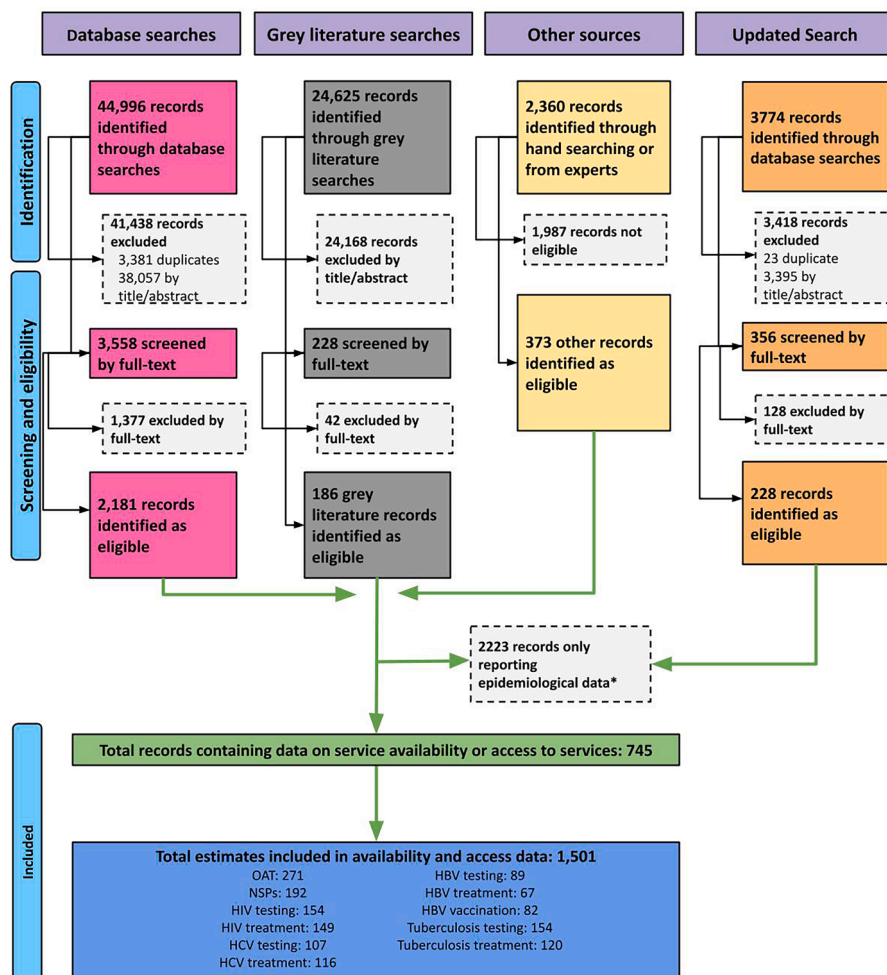 Database searches
Grey literature searches
Other sources
Updated Search
Identification
44,996 records
identified
through database
searches
24,625 records
identified
through grey
literature
searches
2,360 records
identified through
hand searching or
from experts
3774 records
identified through
database searches
41,438 records
excluded
3,381 duplicates
38,057 by
title/abstract
24,168 records
excluded by
title/abstract
1,987 records not
eligible
3,418 records
excluded
23 duplicate
3,395 by
title/abstract
Screening and eligibility
3,558 screened
by full-text
228 screened by
full-text
373 other records
identified as
eligible
356 screened by
full-text
1,377 excluded by
full-text
42 excluded by
full-text
128 excluded by
full-text
2,181 records
identified as
eligible
186 grey
literature records
identified as
eligible
228 records
identified as
eligible
2223 records only
reporting
epidemiological data*
Included
Total records containing data on service availability or access to services: 745
Total estimates included in availability and access data: 1,501
OAT: 271
NSPs: 192
HIV testing: 154
HIV treatment: 149
HCV testing: 107
HCV treatment: 116
HBV testing: 89
HBV treatment: 67
HBV vaccination: 82
Tuberculosis testing: 154
Tuberculosis treatment: 120